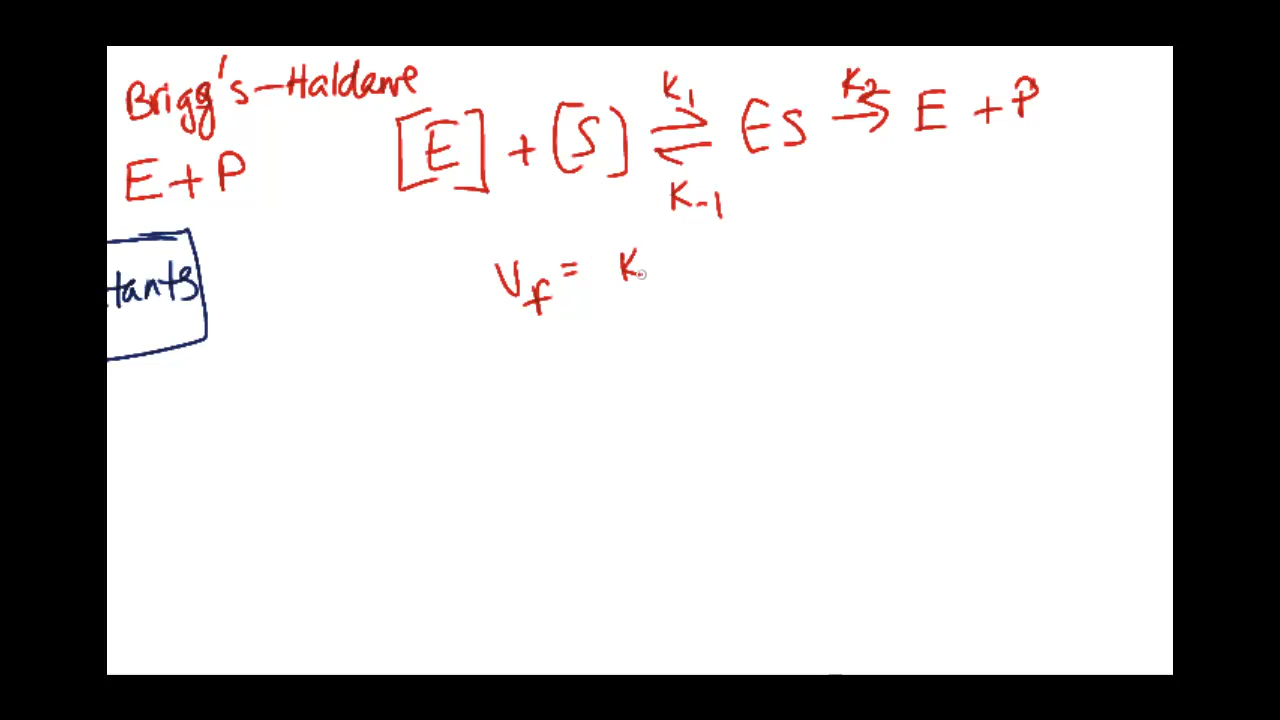 Brigg's-Haldane
[E] + [S] ⇌ ES → E + P
K1
K2
K-1
E + P
tants
Vf = K